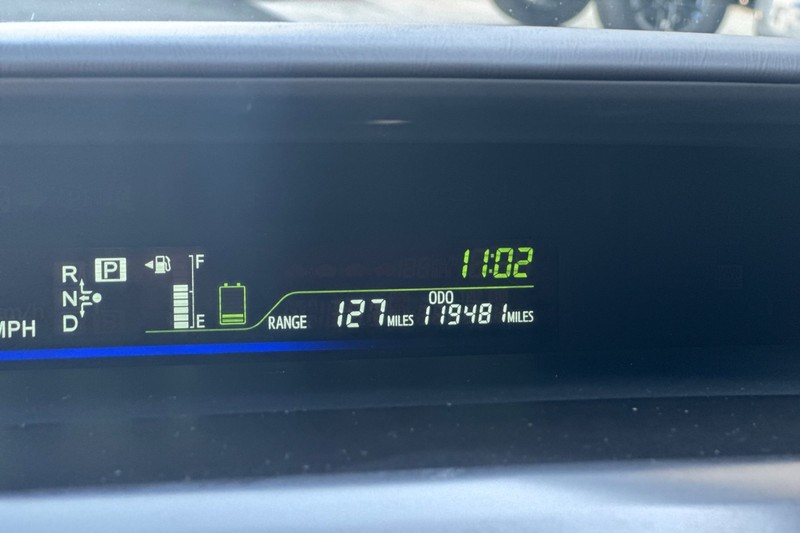 11:02
R P F
N
D E
MPH RANGE 127 MILES ODO 119481 MILES